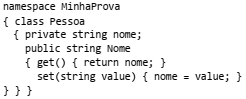 namespace MinhaProva
{ class Pessoa
{ private string nome;
public string Nome
{ get() { return nome; }
set(string value) { nome = value; }
} } }